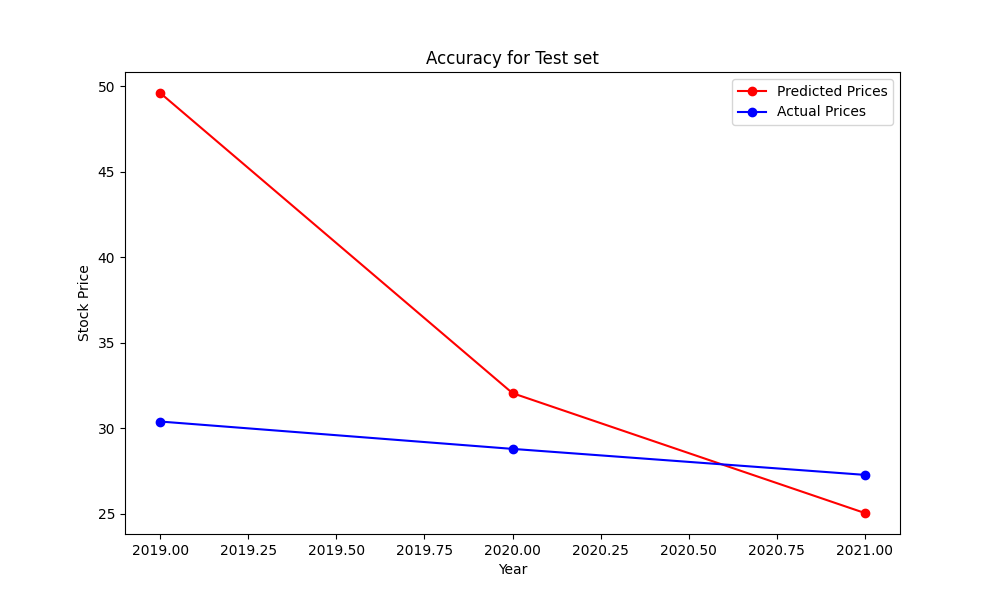 Accuracy for Test set
Predicted Prices
Actual Prices
Stock Price
50
45
40
35
30
25
2019.00 2019.25 2019.50 2019.75 2020.00 2020.25 2020.50 2020.75 2021.00
Year